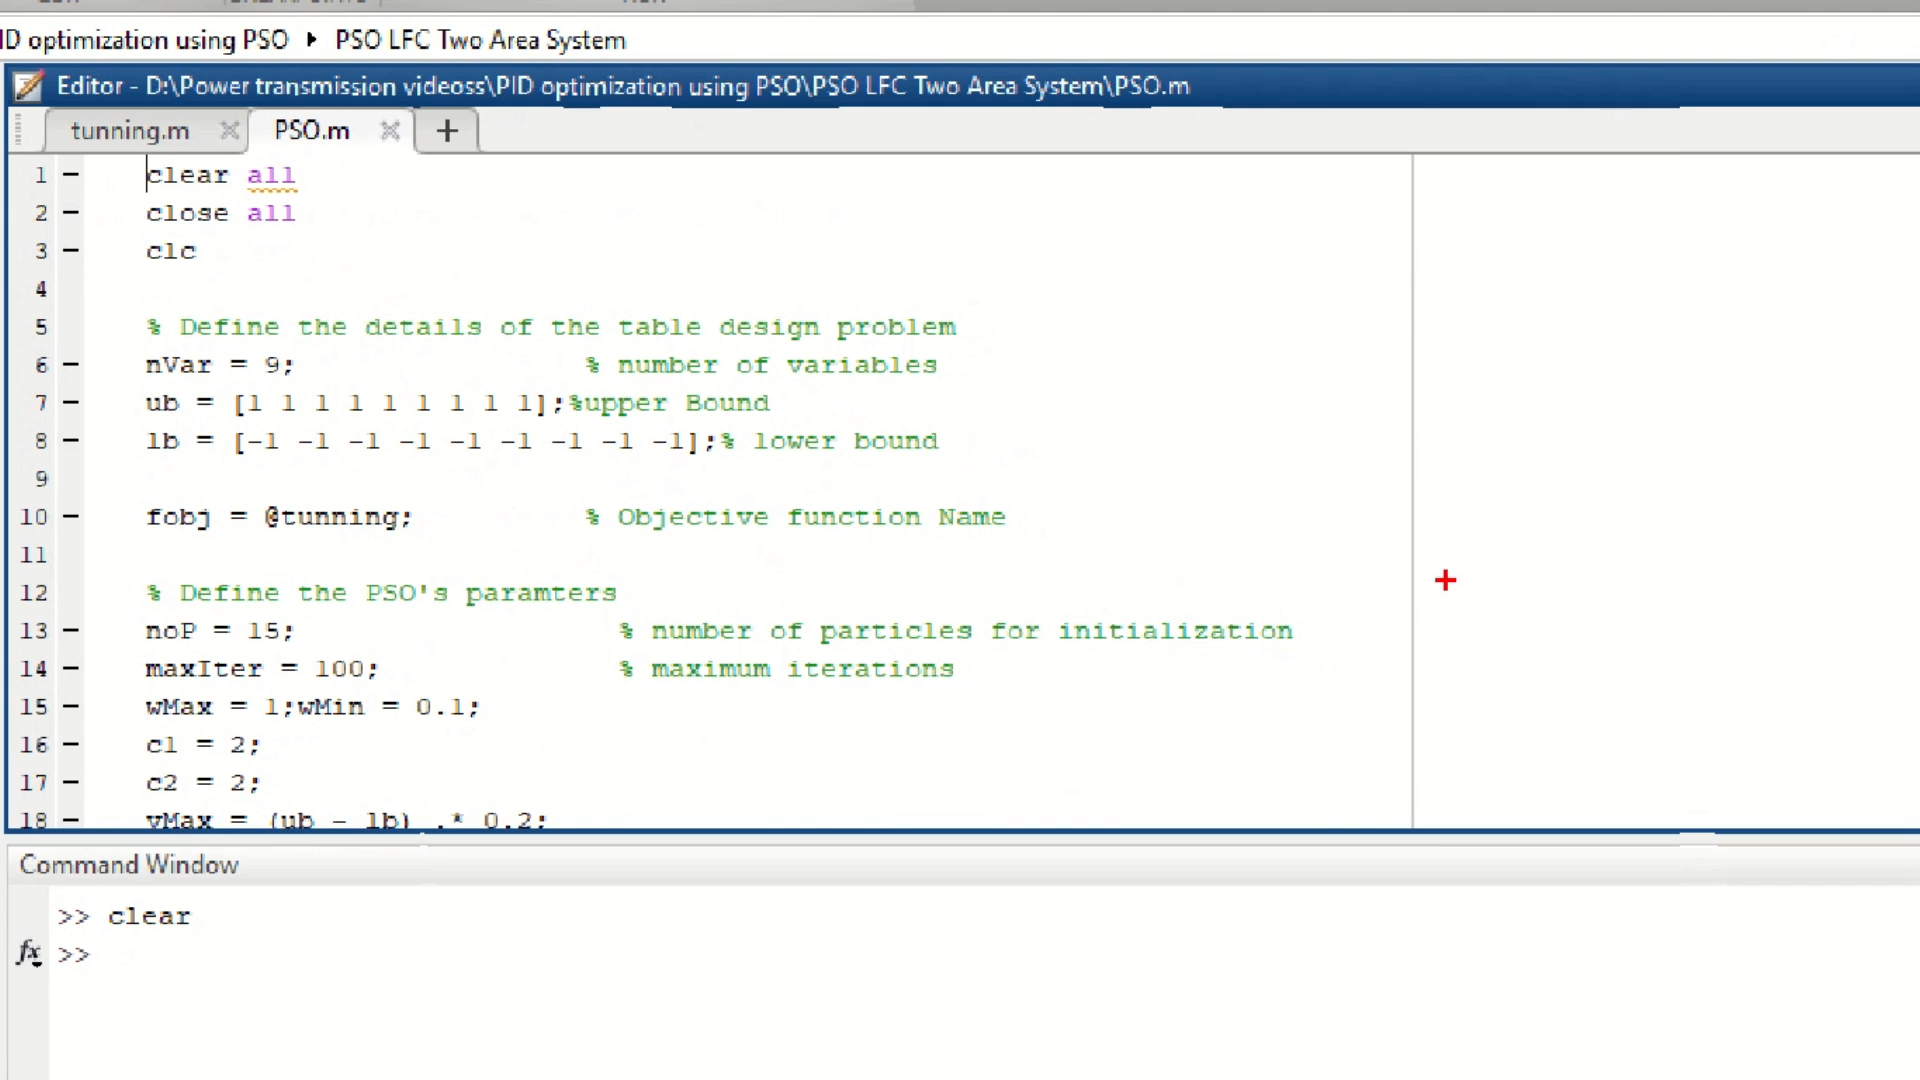 ID optimization using PSO ▸ PSO LFC Two Area System
Editor - D:\Power transmission videoss\PID optimization using PSO\PSO LFC Two Area System\PSO.m
tunning.m PSO.m +
1 clear all
2 close all
3 clc
4
5 % Define the details of the table design problem
6 nVar = 9; % number of variables
7 ub = [1 1 1 1 1 1 1 1 1];%upper Bound
8 lb = [-1 -1 -1 -1 -1 -1 -1 -1 -1];% lower bound
9
10 fobj = @tunning; % Objective function Name
11
12 % Define the PSO's paramters
13 noP = 15; % number of particles for initialization
14 maxIter = 100; % maximum iterations
15 wMax = 1;wMin = 0.1;
16 c1 = 2;
17 c2 = 2;
18 vMax = (ub - lb) .* 0.2;
Command Window
>> clear
fx >>